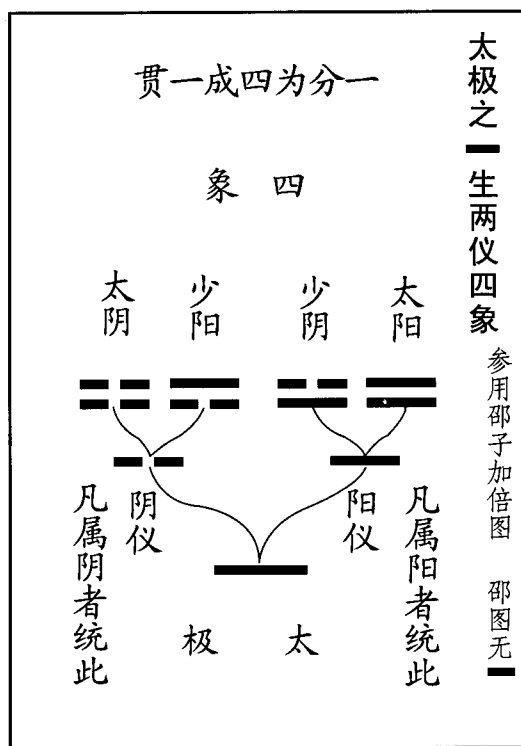 太极之━生两仪四象
参用邵子加倍图 邵图无━
一分为四成一贯
四象
太阳
少阴
少阳
太阴
凡属阳者统此
阳仪
阴仪
凡属阴者统此
太极